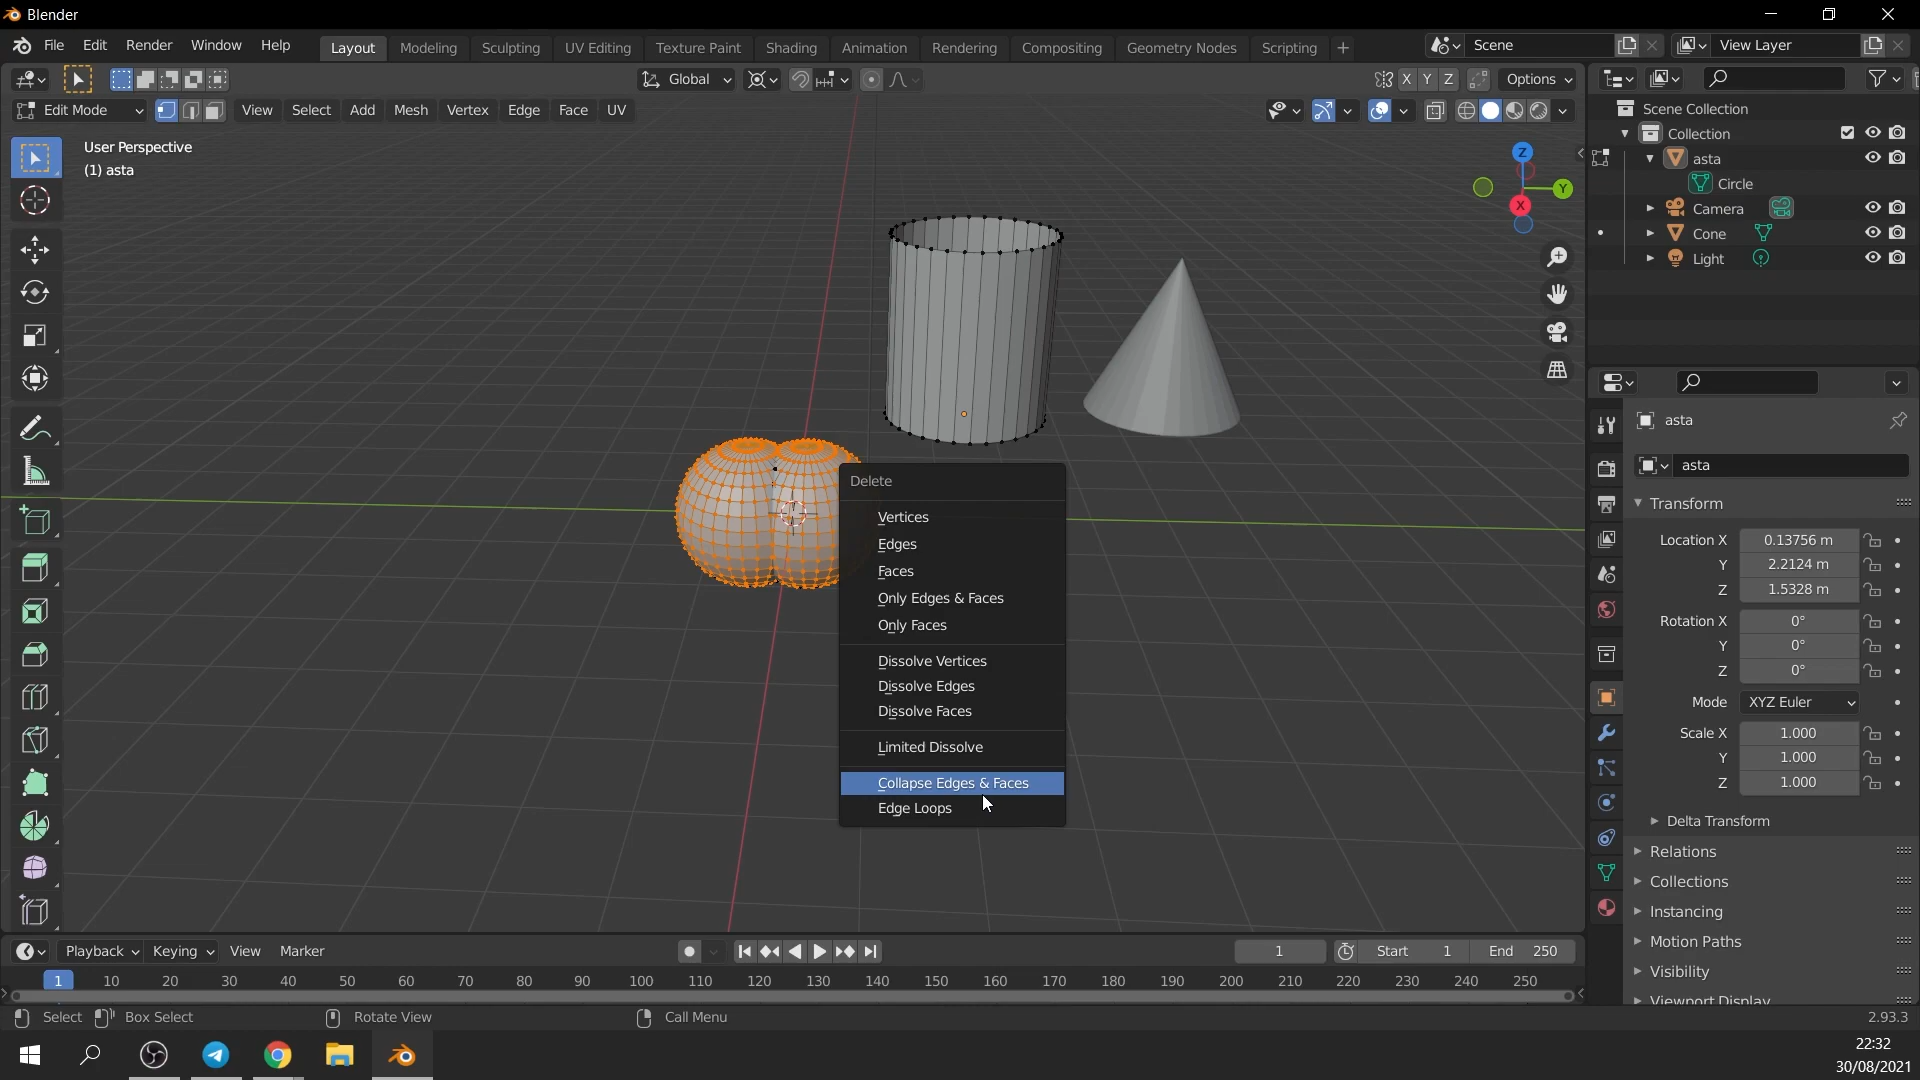 Blender
File Edit Render Window Help
Layout Modeling Sculpting UV Editing Texture Paint Shading Animation Rendering Compositing Geometry Nodes Scripting +
Scene
View Layer
Global
X Y Z
Options
Edit Mode
View Select Add Mesh Vertex Edge Face UV
User Perspective
(1) asta
Z
Y
X
Scene Collection
Collection
asta
Circle
Camera
Cone
Light
Delete
Vertices
Edges
Faces
Only Edges & Faces
Only Faces
Dissolve Vertices
Dissolve Edges
Dissolve Faces
Limited Dissolve
Collapse Edges & Faces
Edge Loops
asta
asta
Transform
Location X 0.13756 m
Y 2.2124 m
Z 1.5328 m
Rotation X 0°
Y 0°
Z 0°
Mode XYZ Euler
Scale X 1.000
Y 1.000
Z 1.000
Delta Transform
Relations
Collections
Instancing
Motion Paths
Visibility
Viewport Display
Playback Keying View Marker
1
Start 1
End 250
1 10 20 30 40 50 60 70 80 90 100 110 120 130 140 150 160 170 180 190 200 210 220 230 240 250
Select Box Select Rotate View Call Menu
2.93.3
22:32
30/08/2021